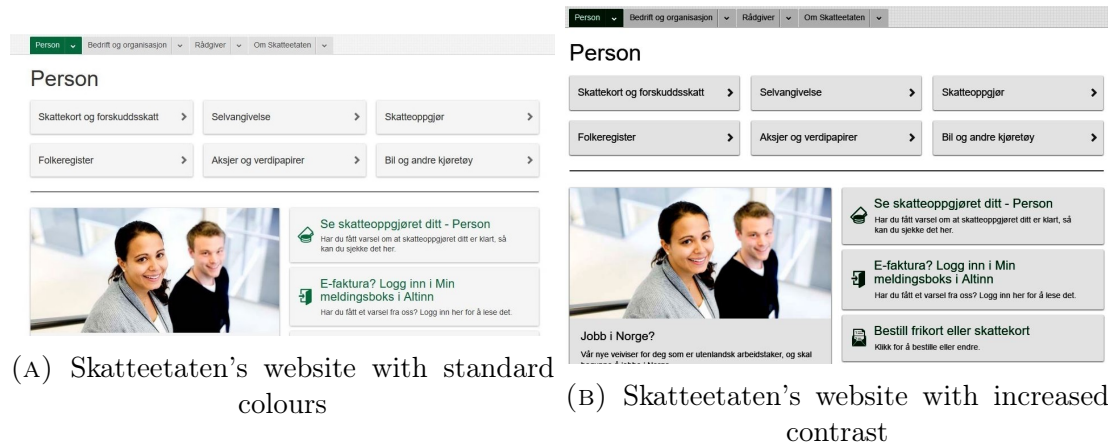 Person Bedrift og organisasjon Rådgiver Om Skatteetaten
Person
Skattekort og forskuddsskatt Selvangivelse Skatteoppgjør
Folkeregister Aksjer og verdipapirer Bil og andre kjøretøy
Se skatteoppgjøret ditt - Person
Har du fått varsel om at skatteoppgjøret ditt er klart, så
kan du sjekke det her.
E-faktura? Logg inn i Min
meldingsboks i Altinn
Har du fått et varsel fra oss? Logg inn her for å lese det.
(A) Skatteetaten's website with standard
colours
Person Bedrift og organisasjon Rådgiver Om Skatteetaten
Person
Skattekort og forskuddsskatt Selvangivelse Skatteoppgjør
Folkeregister Aksjer og verdipapirer Bil og andre kjøretøy
Se skatteoppgjøret ditt - Person
Har du fått varsel om at skatteoppgjøret ditt er klart, så
kan du sjekke det her.
E-faktura? Logg inn i Min
meldingsboks i Altinn
Har du fått et varsel fra oss? Logg inn her for å lese det.
Jobb i Norge?
Vår nye veiviser for deg som er utenlandsk arbeidstaker, og skal
Bestill frikort eller skattekort
Klikk for å bestille eller endre.
(B) Skatteetaten's website with increased
contrast